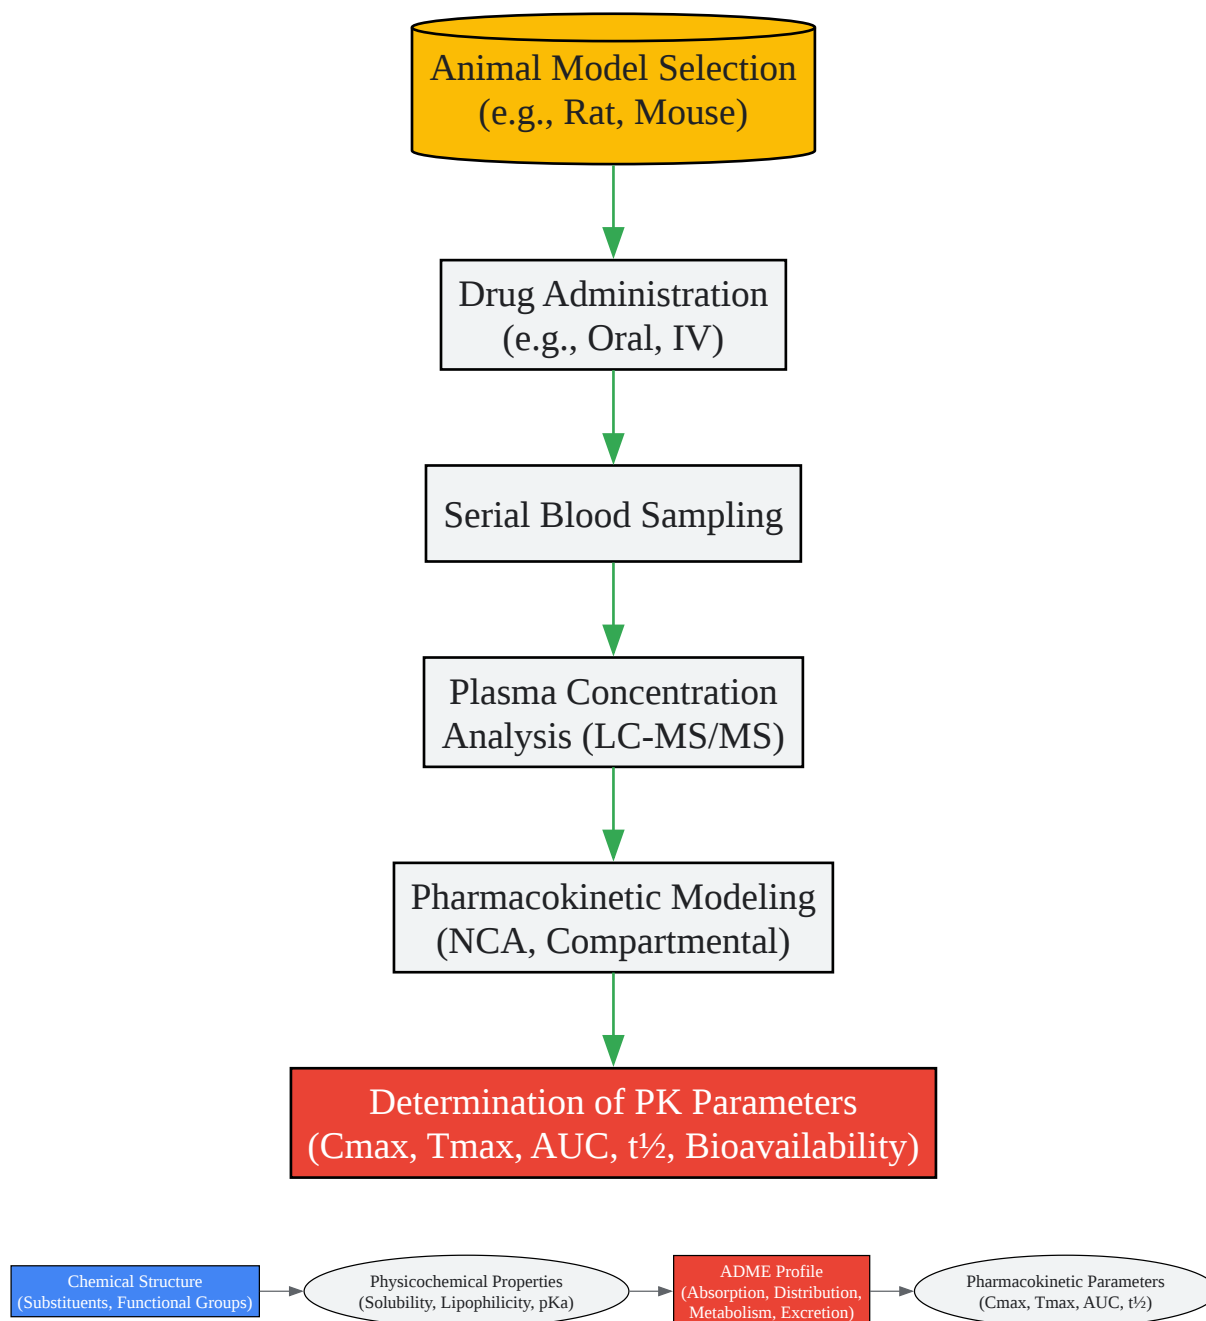 Animal Model Selection
(e.g., Rat, Mouse)
Drug Administration
(e.g., Oral, IV)
Serial Blood Sampling
Plasma Concentration
Analysis (LC-MS/MS)
Pharmacokinetic Modeling
(NCA, Compartmental)
Determination of PK Parameters
(Cmax, Tmax, AUC, t½, Bioavailability)
Chemical Structure
(Substituents, Functional Groups)
Physicochemical Properties
(Solubility, Lipophilicity, pKa)
ADME Profile
(Absorption, Distribution,
Metabolism, Excretion)
Pharmacokinetic Parameters
(Cmax, Tmax, AUC, t½)